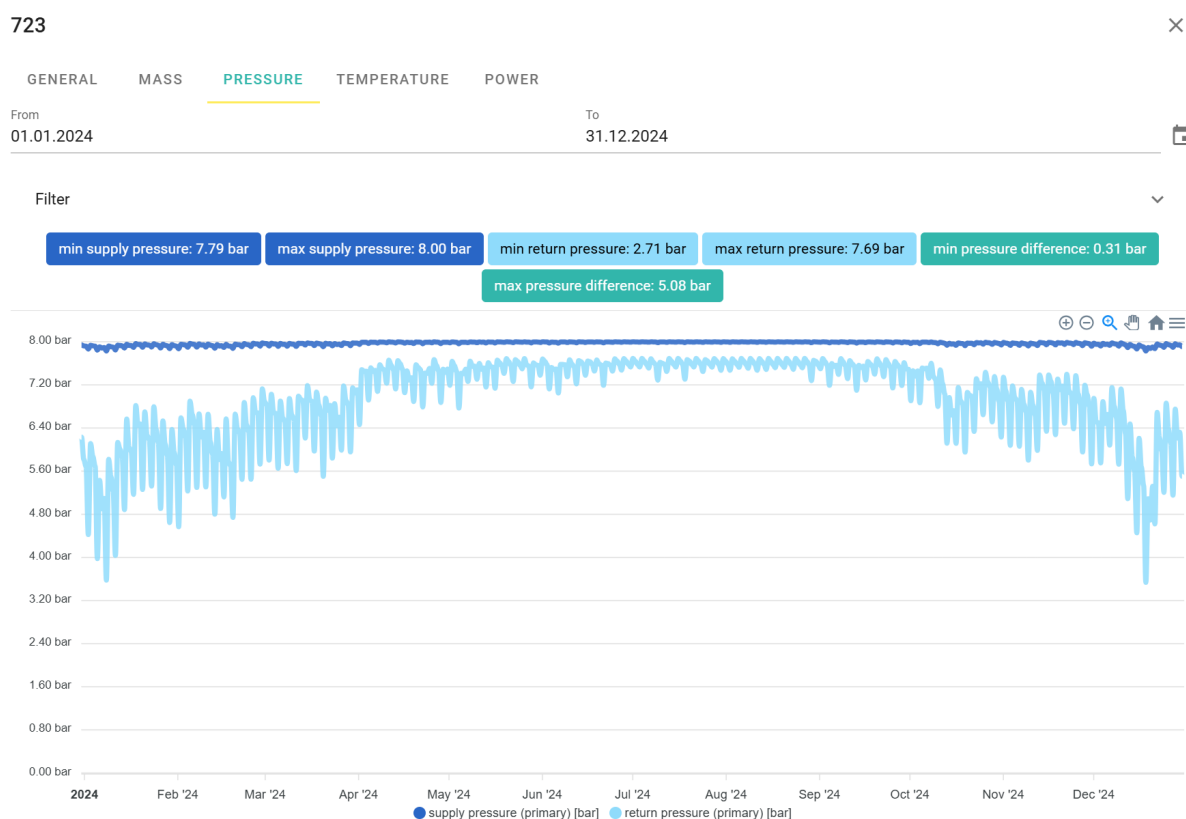 723
GENERAL MASS PRESSURE TEMPERATURE POWER
From To
01.01.2024 31.12.2024
Filter
min supply pressure: 7.79 bar max supply pressure: 8.00 bar min return pressure: 2.71 bar max return pressure: 7.69 bar min pressure difference: 0.31 bar
max pressure difference: 5.08 bar
8.00 bar
7.20 bar
6.40 bar
5.60 bar
4.80 bar
4.00 bar
3.20 bar
2.40 bar
1.60 bar
0.80 bar
0.00 bar
2024 Feb '24 Mar '24 Apr '24 May '24 Jun '24 Jul '24 Aug '24 Sep '24 Oct '24 Nov '24 Dec '24
supply pressure (primary) [bar] return pressure (primary) [bar]